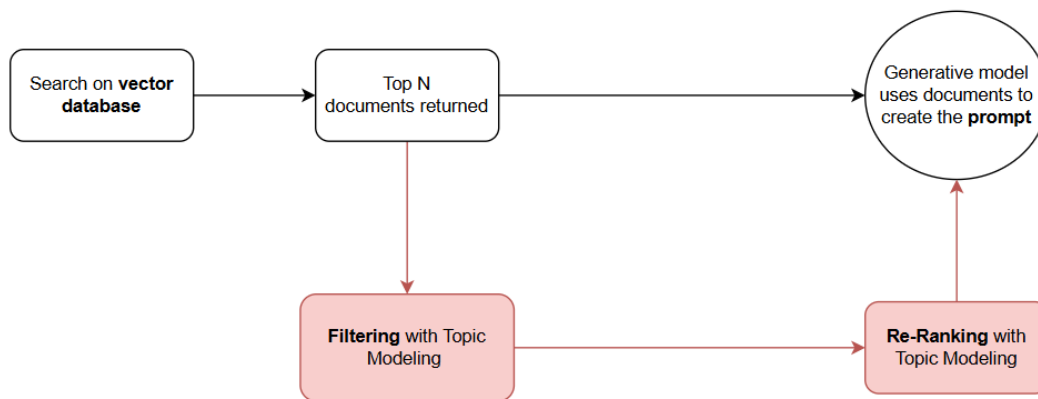 Search on vector
database
Top N
documents returned
Generative model
uses documents to
create the prompt
Filtering with Topic
Modeling
Re-Ranking with
Topic Modeling